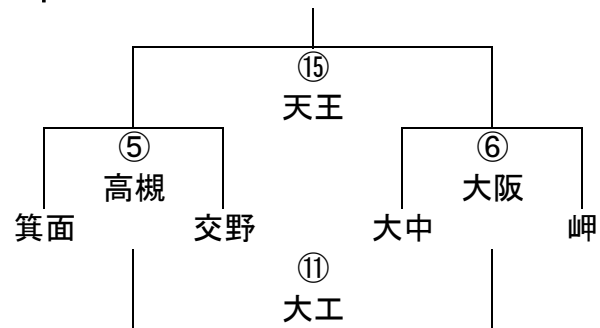 ⑮
天王
⑤ ⑥
高槻 大阪
箕面 交野 大中 岬
⑪
大工